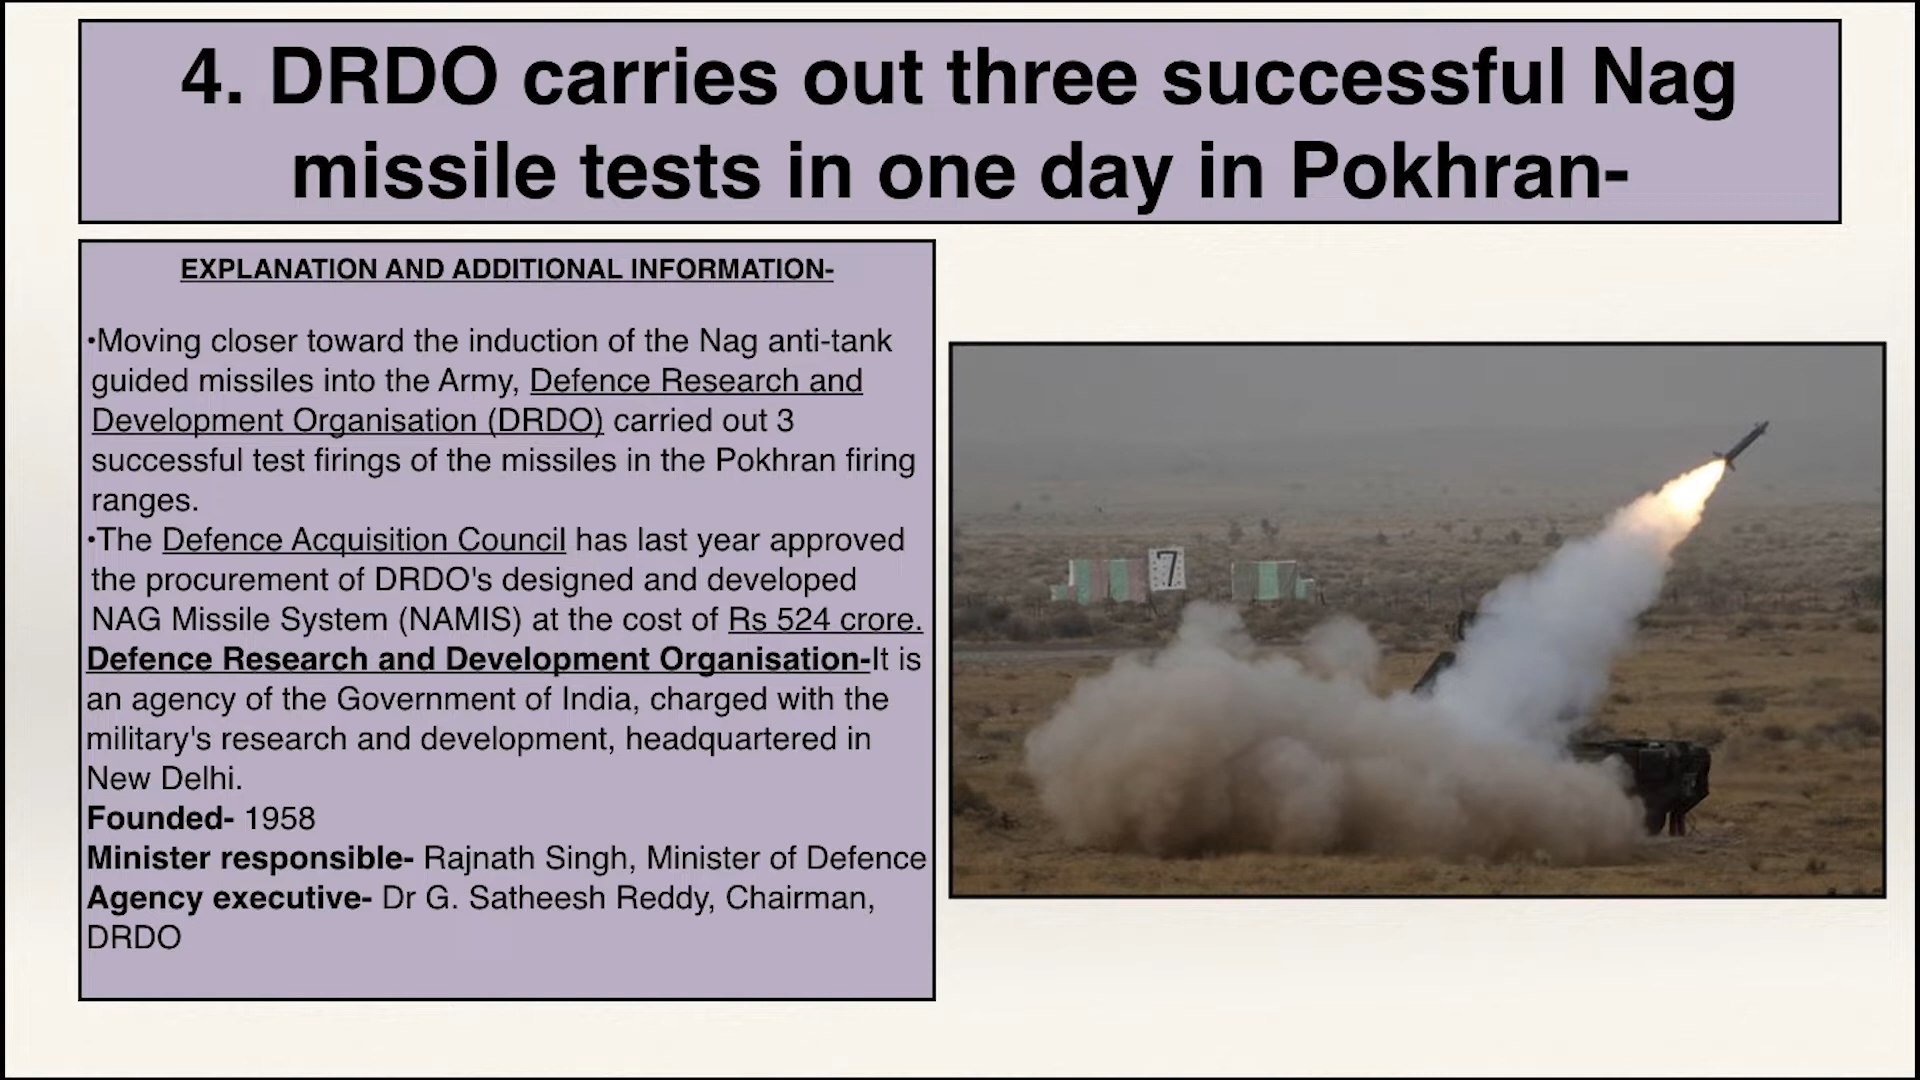 4. DRDO carries out three successful Nag
missile tests in one day in Pokhran-
EXPLANATION AND ADDITIONAL INFORMATION-
•Moving closer toward the induction of the Nag anti-tank
guided missiles into the Army, Defence Research and
Development Organisation (DRDO) carried out 3
successful test firings of the missiles in the Pokhran firing
ranges.
•The Defence Acquisition Council has last year approved
the procurement of DRDO's designed and developed
NAG Missile System (NAMIS) at the cost of Rs 524 crore.
Defence Research and Development Organisation-It is
an agency of the Government of India, charged with the
military's research and development, headquartered in
New Delhi.
Founded- 1958
Minister responsible- Rajnath Singh, Minister of Defence
Agency executive- Dr G. Satheesh Reddy, Chairman,
DRDO
7